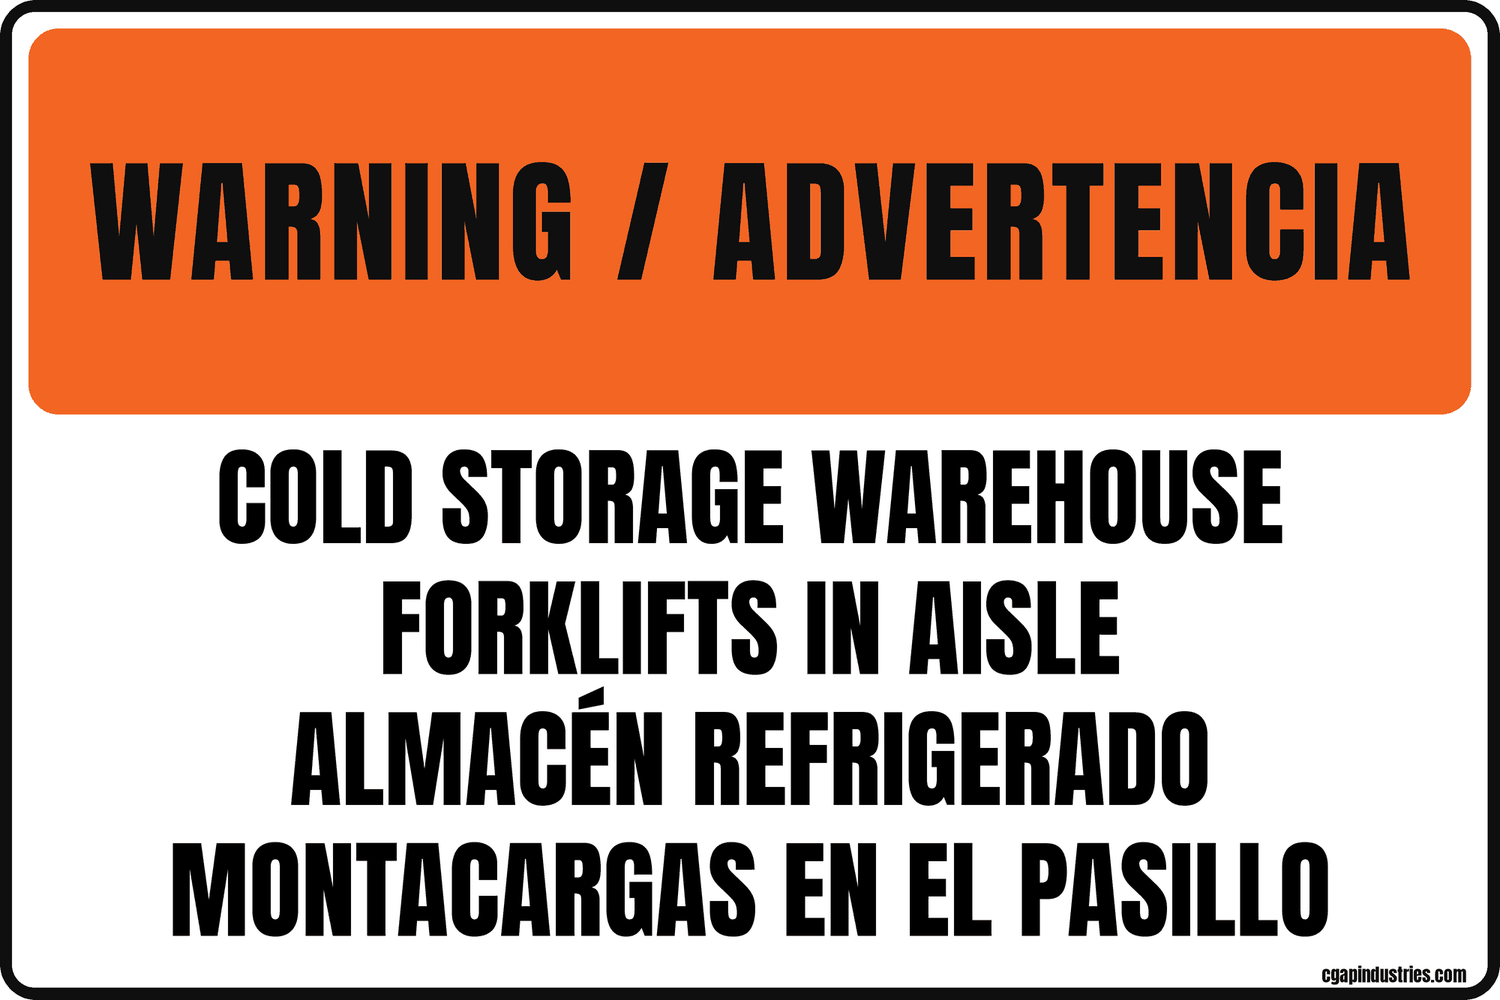 WARNING / ADVERTENCIA
COLD STORAGE WAREHOUSE
FORKLIFTS IN AISLE
ALMACÉN REFRIGERADO
MONTACARGAS EN EL PASILLO
cgapindustries.com